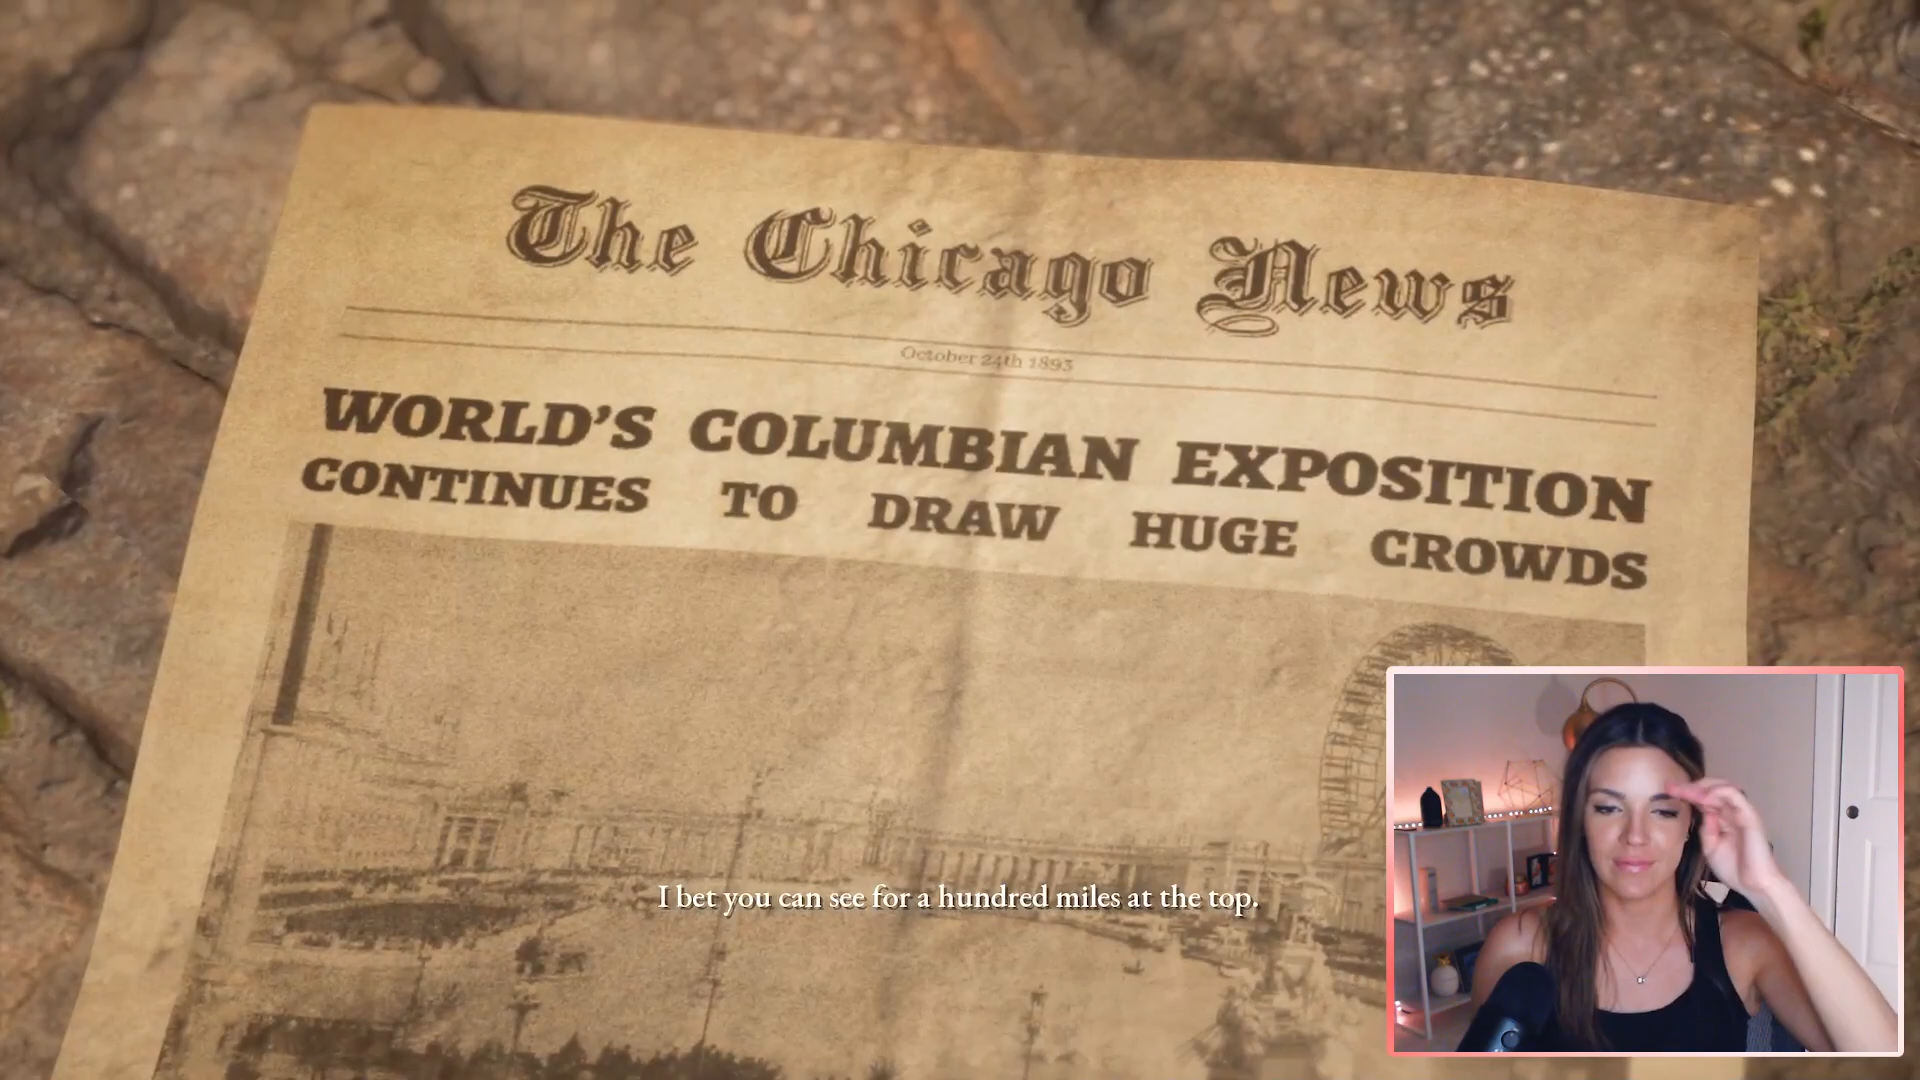 The Chicago News
October 24th 1893
WORLD'S COLUMBIAN EXPOSITION
CONTINUES TO DRAW HUGE CROWDS
I bet you can see for a hundred miles at the top.